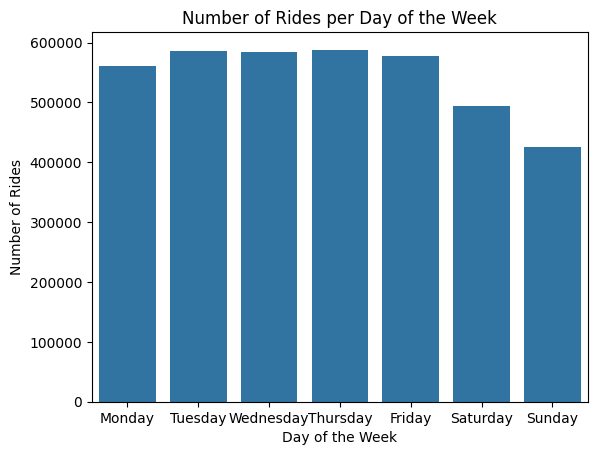 Number of Rides per Day of the Week
600000
500000
400000
300000
200000
100000
0
Number of Rides
Monday Tuesday Wednesday Thursday Friday Saturday Sunday
Day of the Week